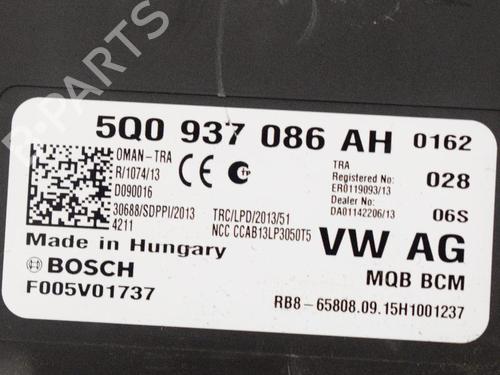 5Q0 937 086 AH 0162
OMAN-TRA
R/1074/13
D090016
30688/SDPPI/2013
4211
TRC/LPD/2013/51
NCC CCAB13LP3050T5
TRA
Registered No:
ER0119093/13
Dealer No:
DA01142206/13
028
06S
Made in Hungary
VW AG
BOSCH
MQB BCM
F005V01737
RB8-65808.09.15H1001237
B-PARTS